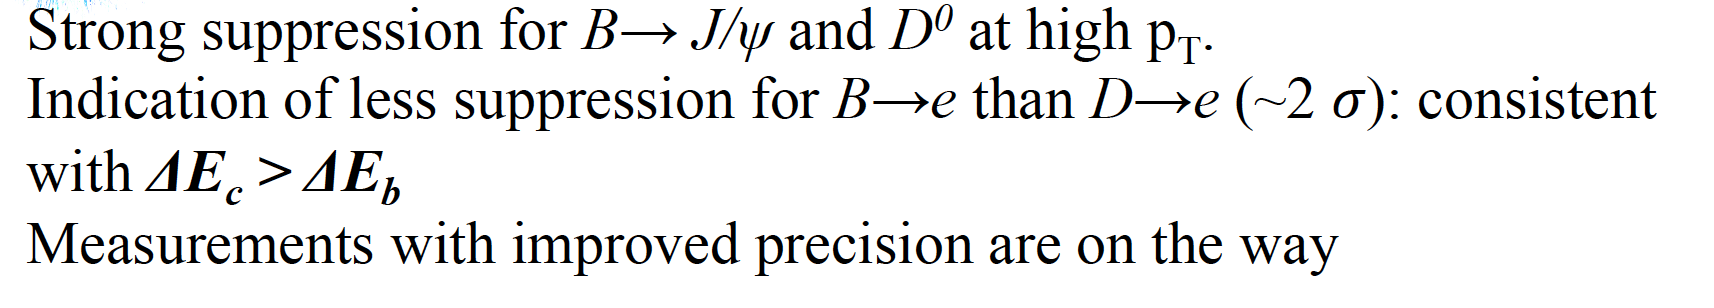 Strong suppression for B→ J/ψ and D⁰ at high p_T.
Indication of less suppression for B→e than D→e (~2 σ): consistent
with ΔE_c > ΔE_b
Measurements with improved precision are on the way